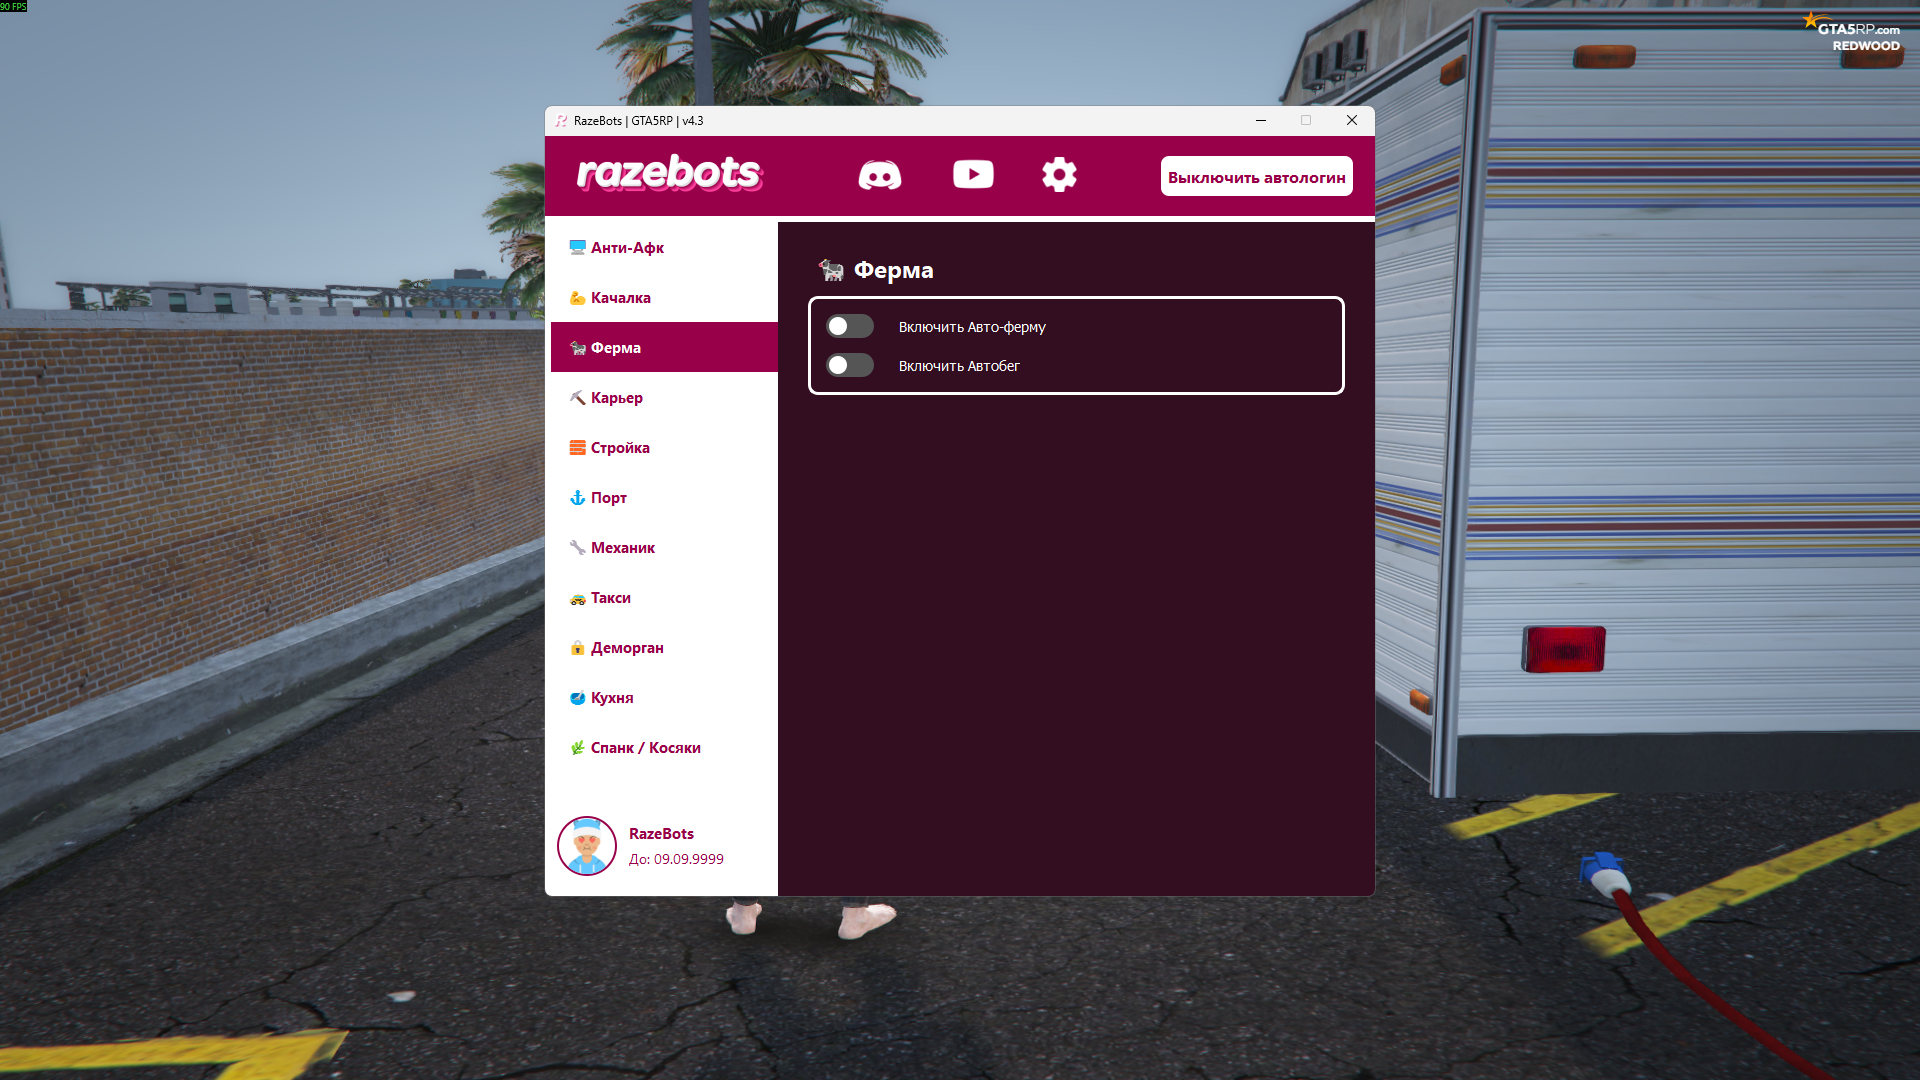 90 FPS
GTA5RP.com
REDWOOD
RazeBots | GTA5RP | v4.3
razebots
Выключить автологин
Анти-Афк
Качалка
Ферма
Карьер
Стройка
Порт
Механик
Такси
Деморган
Кухня
Спанк / Косяки
RazeBots
До: 09.09.9999
Ферма
Включить Авто-ферму
Включить Автобег